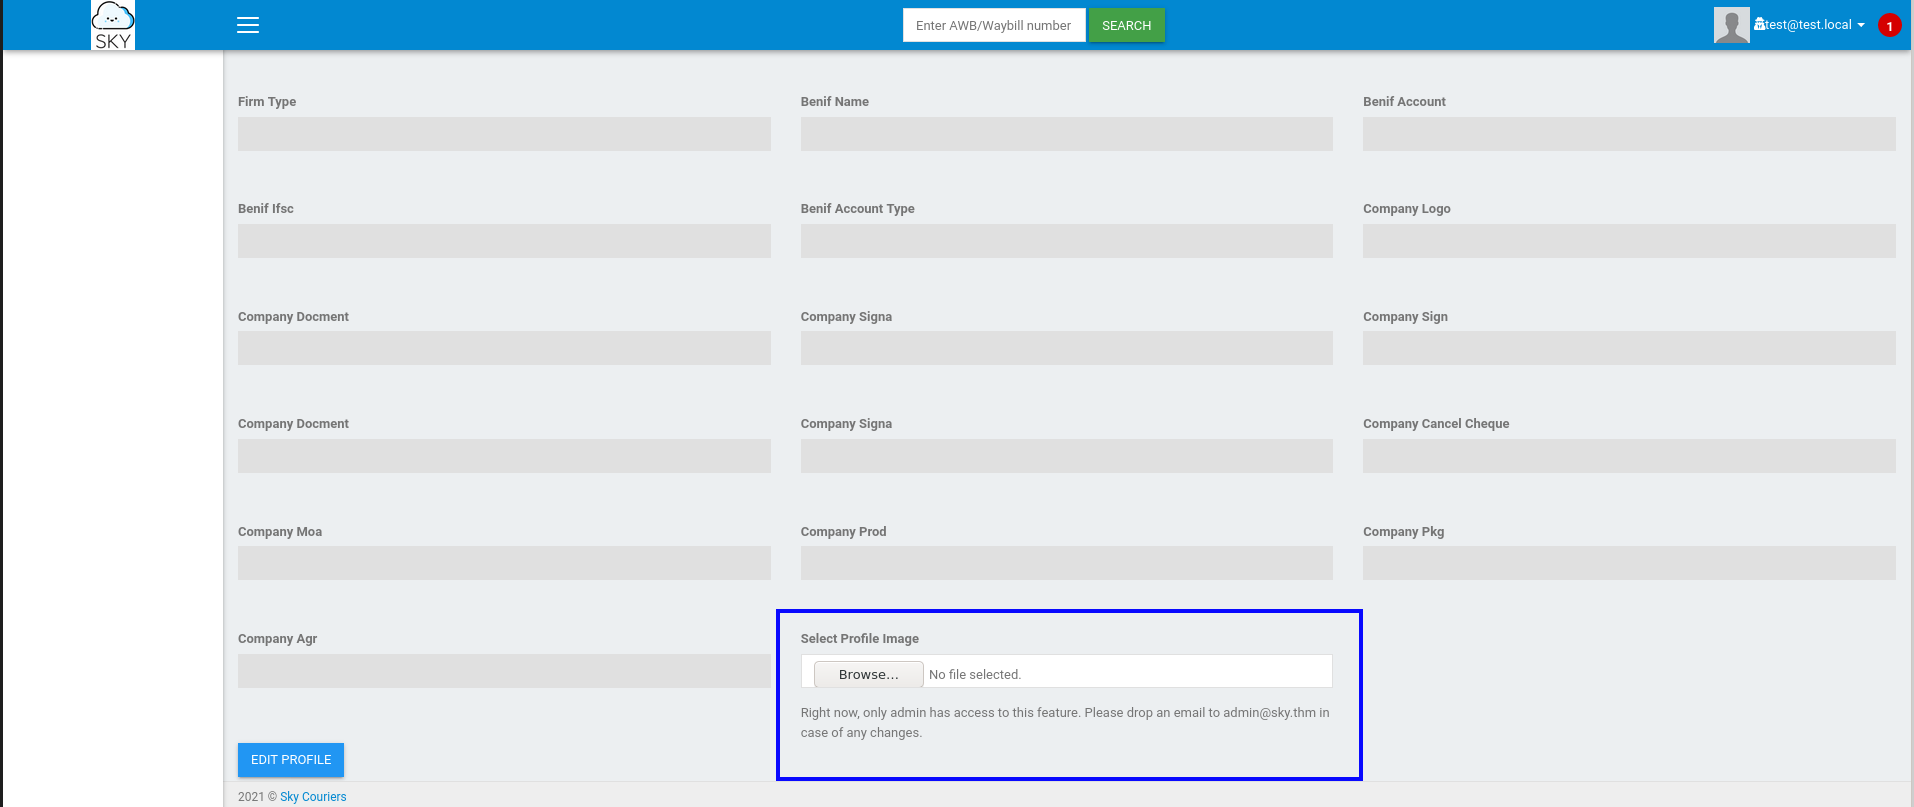 SKY
Enter AWB/Waybill number
SEARCH
test@test.local
1
Firm Type
Benif Name
Benif Account
Benif Ifsc
Benif Account Type
Company Logo
Company Docment
Company Signa
Company Sign
Company Docment
Company Signa
Company Cancel Cheque
Company Moa
Company Prod
Company Pkg
Company Agr
Select Profile Image
Browse...
No file selected.
Right now, only admin has access to this feature. Please drop an email to admin@sky.thm in
case of any changes.
EDIT PROFILE
2021 © Sky Couriers